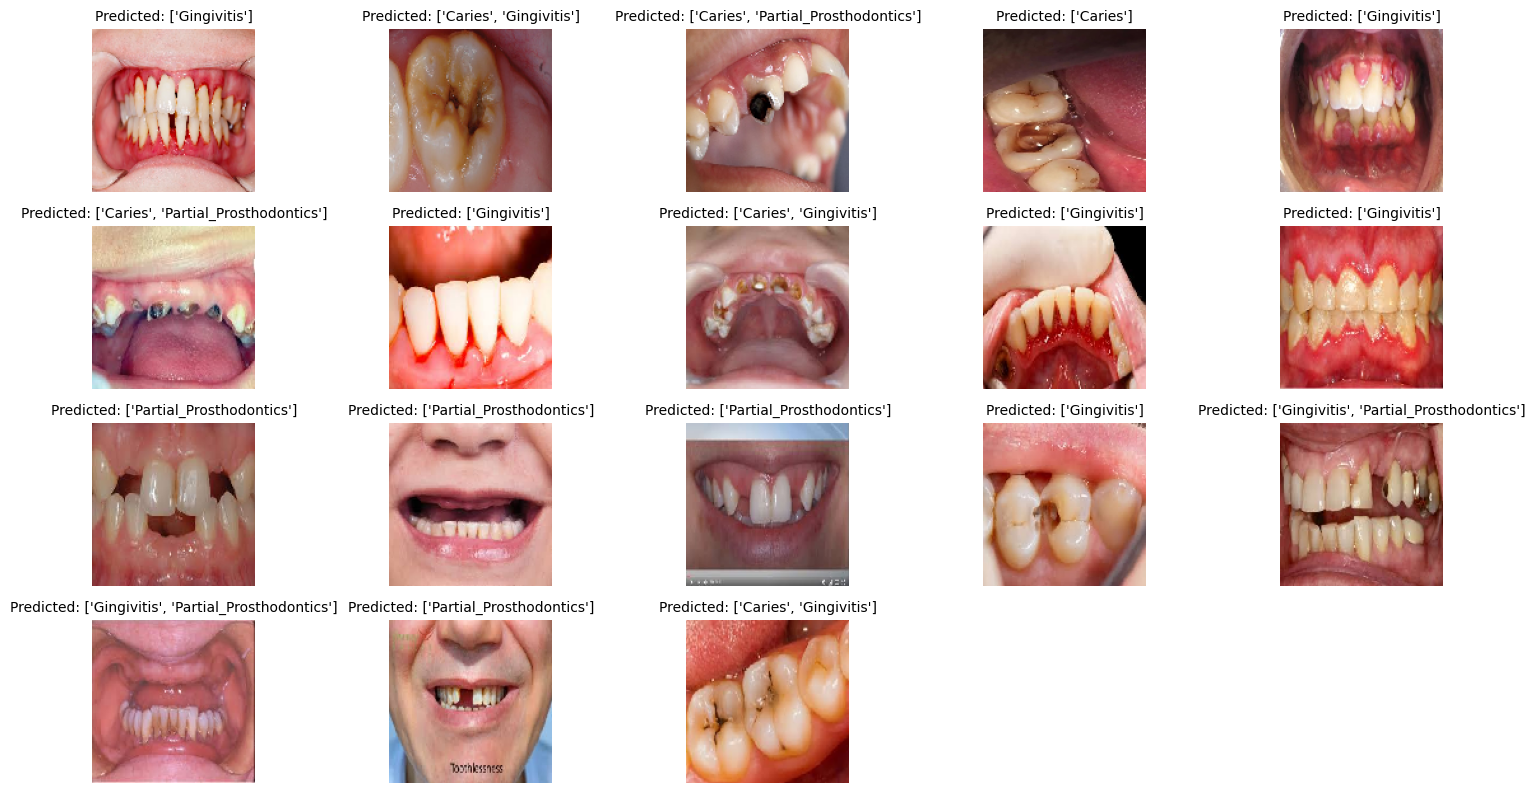 Predicted: ['Gingivitis']
Predicted: ['Caries', 'Gingivitis']
Predicted: ['Caries', 'Partial_Prosthodontics']
Predicted: ['Caries']
Predicted: ['Gingivitis']
Predicted: ['Caries', 'Partial_Prosthodontics']
Predicted: ['Gingivitis']
Predicted: ['Caries', 'Gingivitis']
Predicted: ['Gingivitis']
Predicted: ['Gingivitis']
Predicted: ['Partial_Prosthodontics']
Predicted: ['Partial_Prosthodontics']
Predicted: ['Partial_Prosthodontics']
Predicted: ['Gingivitis']
Predicted: ['Gingivitis', 'Partial_Prosthodontics']
Predicted: ['Gingivitis', 'Partial_Prosthodontics']
Predicted: ['Partial_Prosthodontics']
Predicted: ['Caries', 'Gingivitis']
Toothlessness